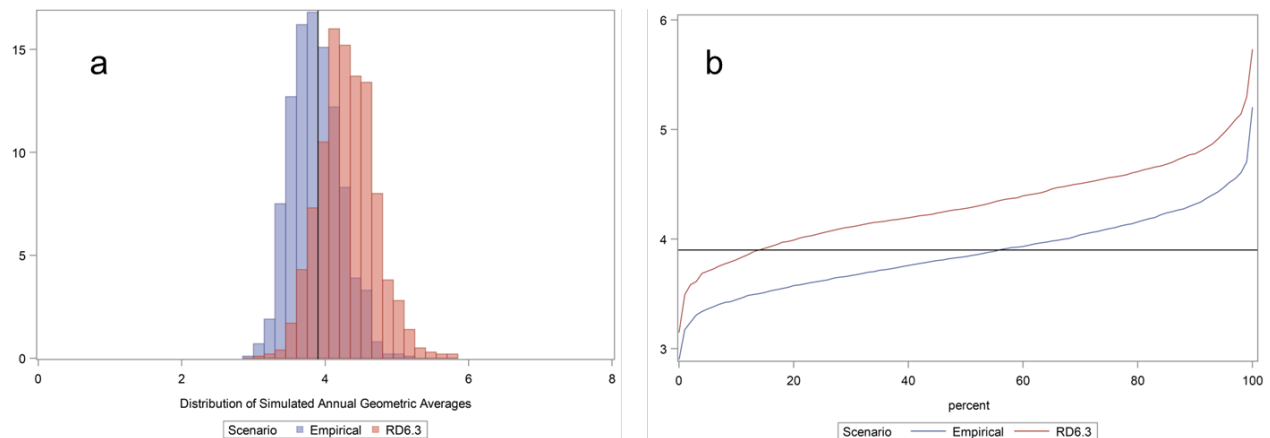 a
15
10
5
0
0 2 4 6 8
Distribution of Simulated Annual Geometric Averages
Scenario Empirical RD6.3
b
6
5
4
3
0 20 40 60 80 100
percent
Scenario Empirical RD6.3